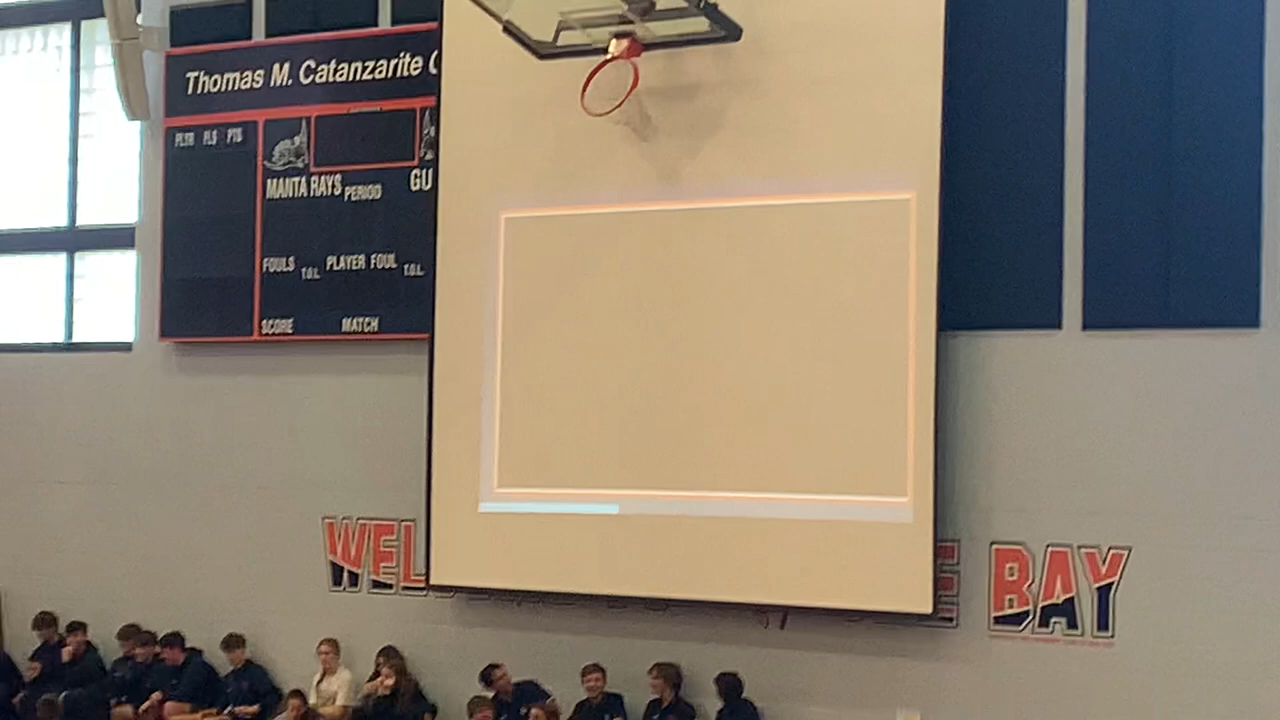 Thomas M. Catanzarite
PLYR FLS PTS
MANTA RAYS PERIOD GU
FOULS T.O.L. PLAYER FOUL T.O.L.
SCORE MATCH
WEL E BAY